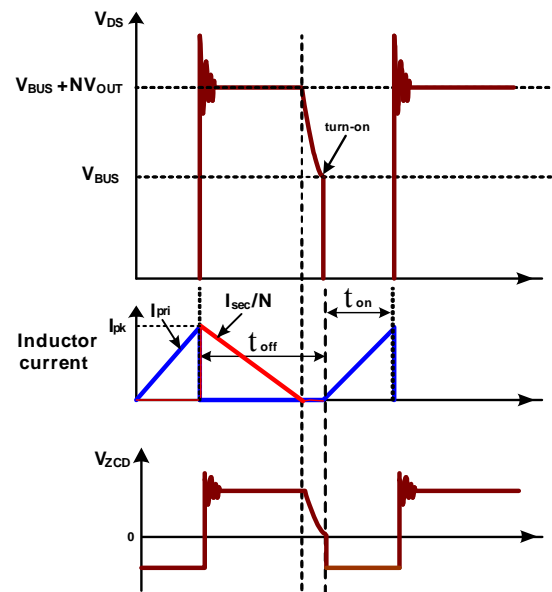 VDS
VBUS +NVOUT
turn-on
VBUS
Ipk
Ipri
Isec/N
ton
toff
Inductor
current
VZCD
0